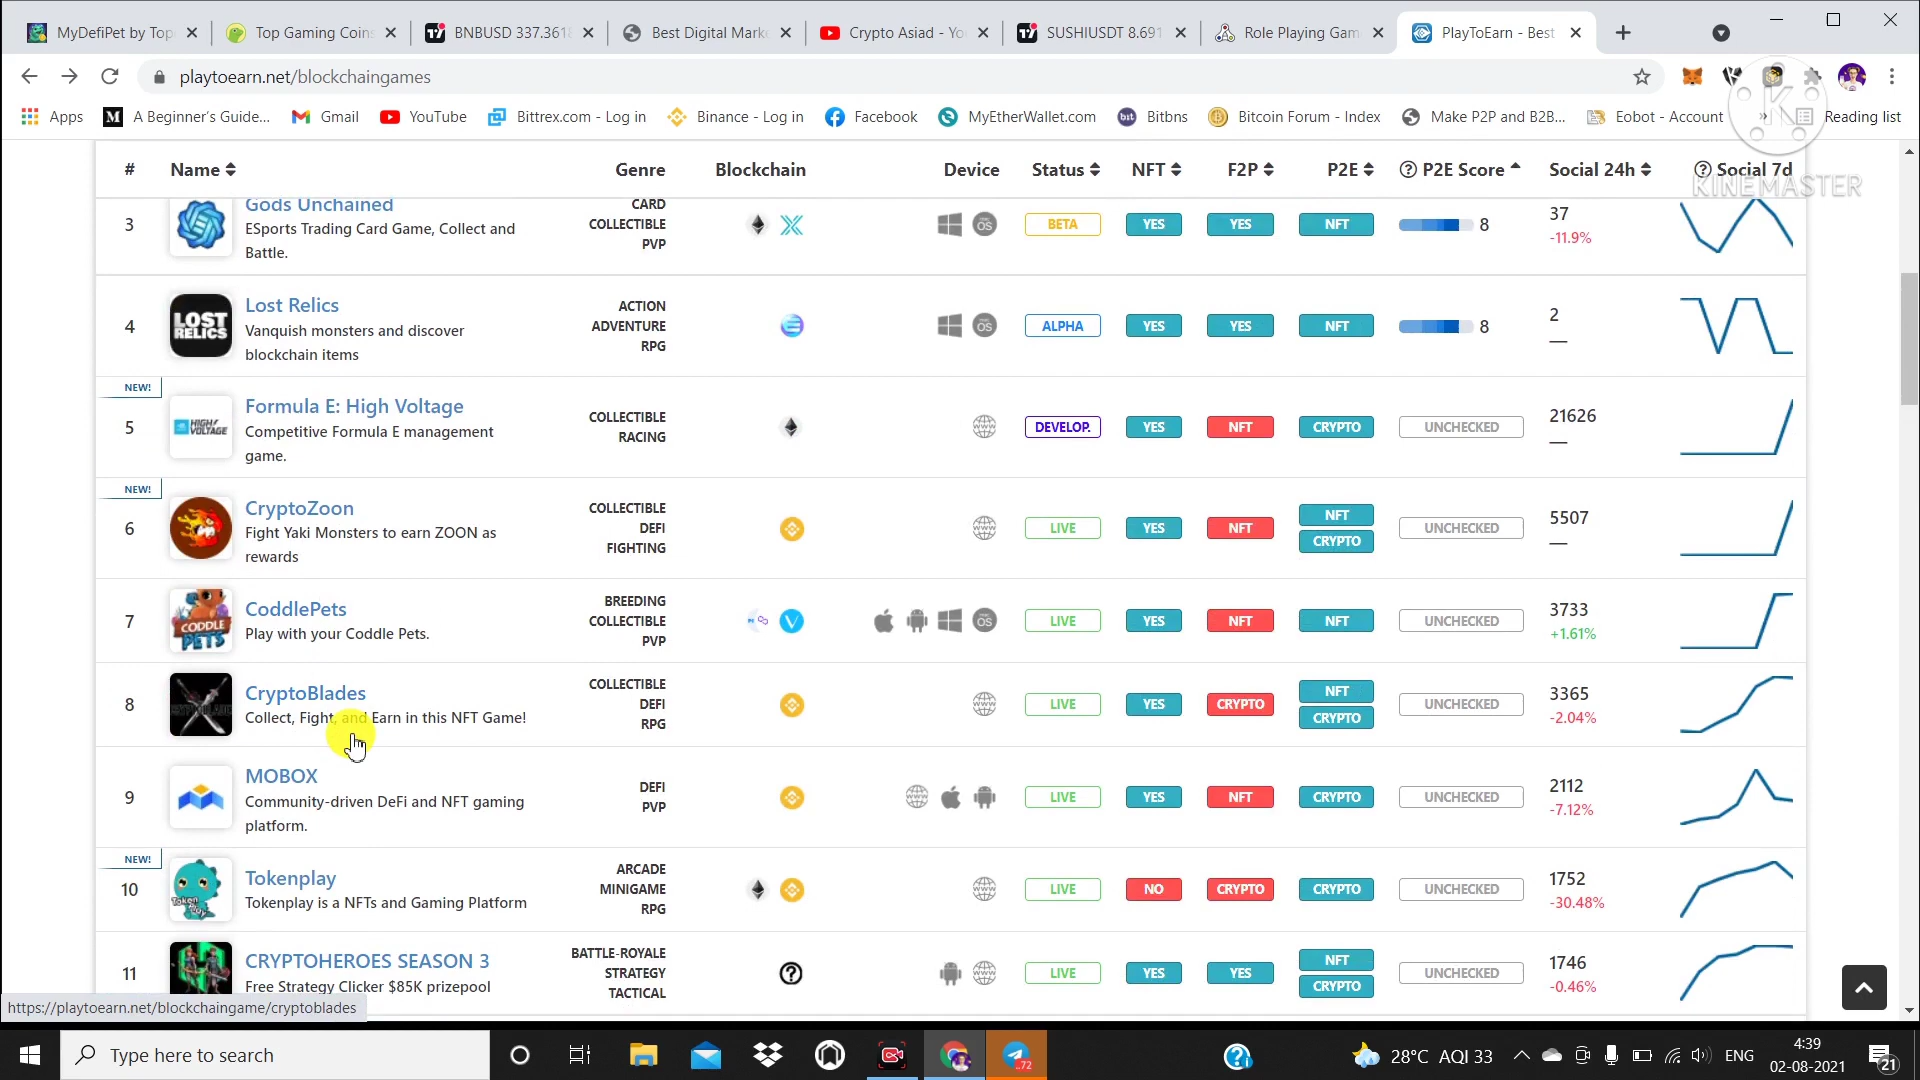 MyDefiPet by Top
Top Gaming Coins
BNBUSD 337.361
Best Digital Mark
Crypto Asiad - Yo
SUSHIUSDT 8.691
Role Playing Gam
PlayToEarn - Best
playtoearn.net/blockchaingames
Apps
M
A Beginner's Guide...
Gmail
YouTube
Bittrex.com - Log in
Binance - Log in
Facebook
MyEtherWallet.com
bit
Bitbns
Bitcoin Forum - Index
Make P2P and B2B...
Eobot - Account
»
Reading list
K
KINEMASTER
# Name Genre Blockchain Device Status NFT F2P P2E P2E Score Social 24h Social 7d
3
Gods Unchained
ESports Trading Card Game, Collect and
Battle.
CARD
COLLECTIBLE
PVP
BETA YES YES NFT 8
37
-11.9%
4
LOST
RELICS
Lost Relics
Vanquish monsters and discover
blockchain items
ACTION
ADVENTURE
RPG
ALPHA YES YES NFT 8
2
—
NEW!
5
HIGH/
VOLTAGE
Formula E: High Voltage
Competitive Formula E management
game.
COLLECTIBLE
RACING
DEVELOP. YES NFT CRYPTO UNCHECKED
21626
—
NEW!
6
CryptoZoon
Fight Yaki Monsters to earn ZOON as
rewards
COLLECTIBLE
DEFI
FIGHTING
LIVE YES NFT
NFT
CRYPTO
UNCHECKED
5507
—
7
CODDLE
PETS
CoddlePets
Play with your Coddle Pets.
BREEDING
COLLECTIBLE
PVP
LIVE YES NFT NFT UNCHECKED
3733
+1.61%
8
CryptoBlades
Collect, Fight, and Earn in this NFT Game!
COLLECTIBLE
DEFI
RPG
LIVE YES CRYPTO
NFT
CRYPTO
UNCHECKED
3365
-2.04%
9
MOBOX
Community-driven DeFi and NFT gaming
platform.
DEFI
PVP
LIVE YES NFT CRYPTO UNCHECKED
2112
-7.12%
NEW!
10
Token
Play
Tokenplay
Tokenplay is a NFTs and Gaming Platform
ARCADE
MINIGAME
RPG
LIVE NO CRYPTO CRYPTO UNCHECKED
1752
-30.48%
11
CRYPTOHEROES SEASON 3
Free Strategy Clicker $85K prizepool
BATTLE-ROYALE
STRATEGY
TACTICAL
LIVE YES YES
NFT
CRYPTO
UNCHECKED
1746
-0.46%
https://playtoearn.net/blockchaingame/cryptoblades
Type here to search
72
28°C AQI 33
ENG
4:39
02-08-2021
21